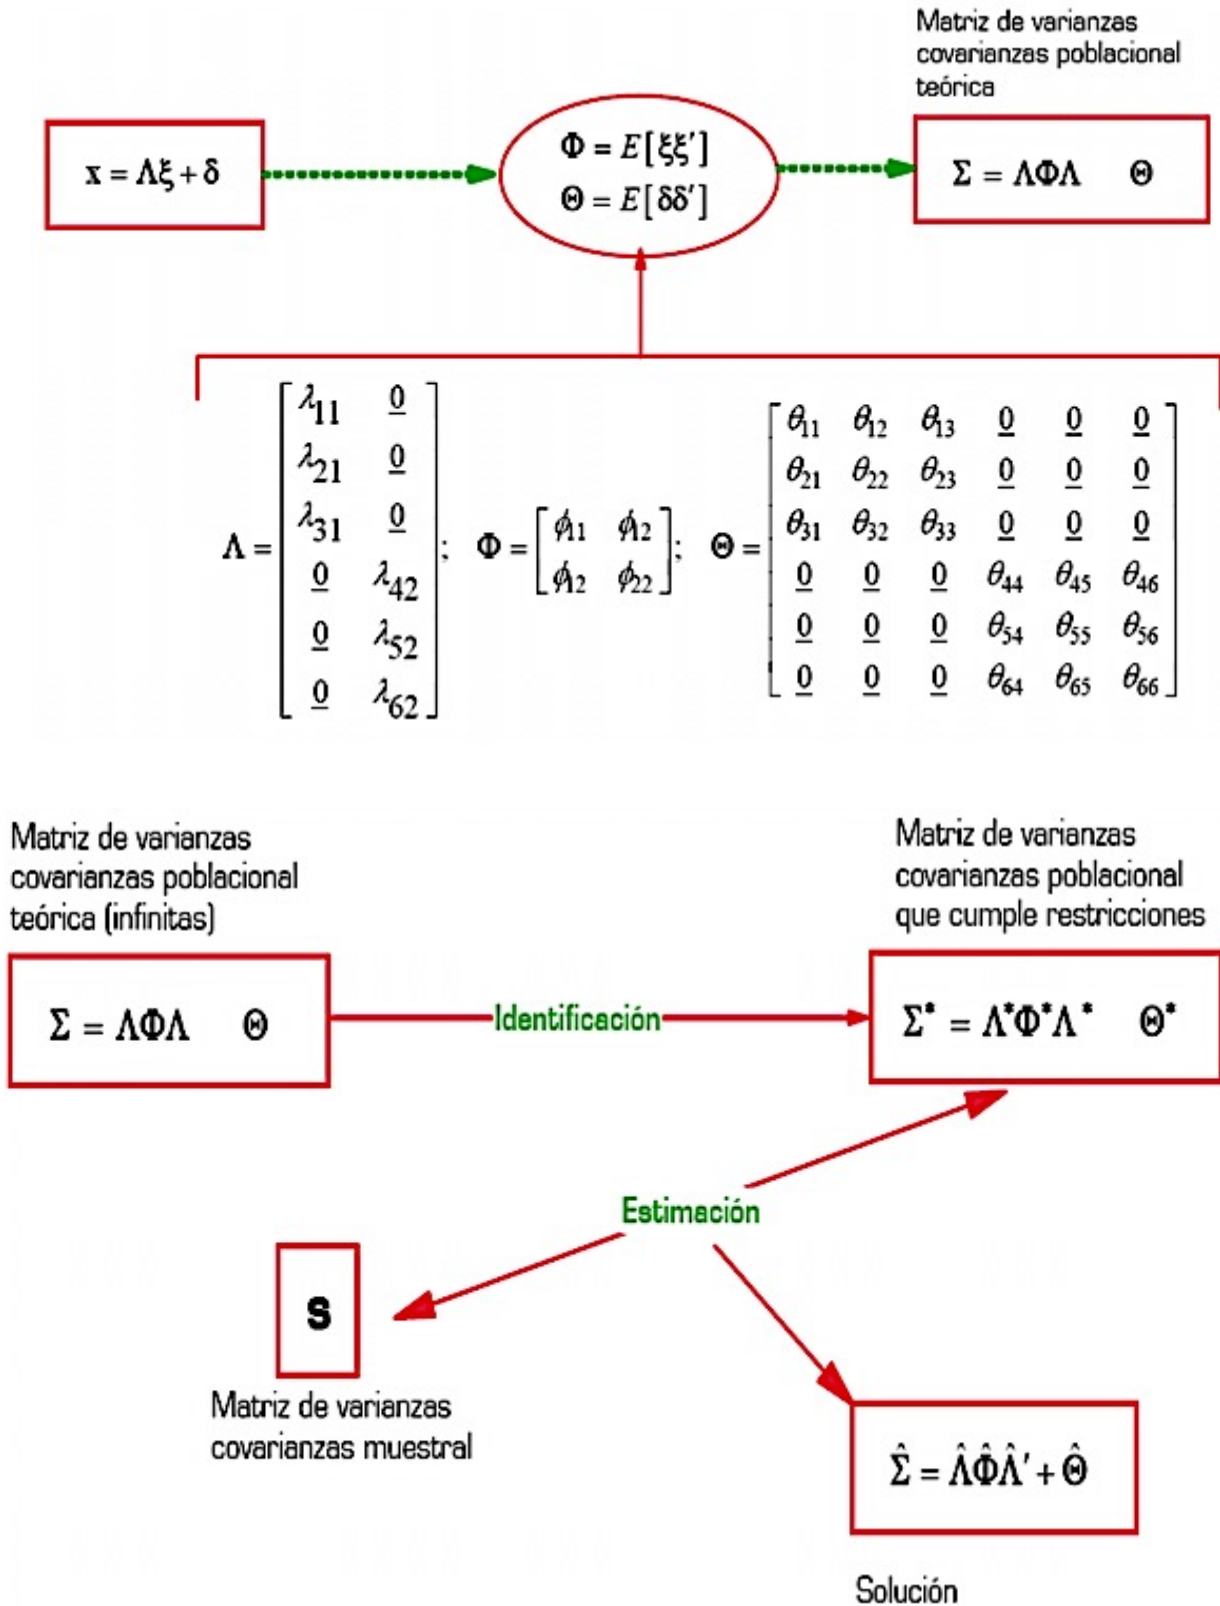 Matriz de varianzas
covarianzas poblacional
teórica
x = Λξ + δ
Φ = E[ξξ′]
Θ = E[δδ′]
Σ = ΛΦΛ Θ
Λ = [λ11 0; λ21 0; λ31 0; 0 λ42; 0 λ52; 0 λ62]; Φ = [ϕ11 ϕ12; ϕ12 ϕ22]; Θ = [θ11 θ12 θ13 0 0 0; θ21 θ22 θ23 0 0 0; θ31 θ32 θ33 0 0 0; 0 0 0 θ44 θ45 θ46; 0 0 0 θ54 θ55 θ56; 0 0 0 θ64 θ65 θ66]
Matriz de varianzas
covarianzas poblacional
teórica (infinitas)
Matriz de varianzas
covarianzas poblacional
que cumple restricciones
Σ = ΛΦΛ Θ
Identificación
Σ* = Λ*Φ*Λ* Θ*
Estimación
S
Matriz de varianzas
covarianzas muestral
Σ̂ = Λ̂Φ̂Λ̂′ + Θ̂
Solución